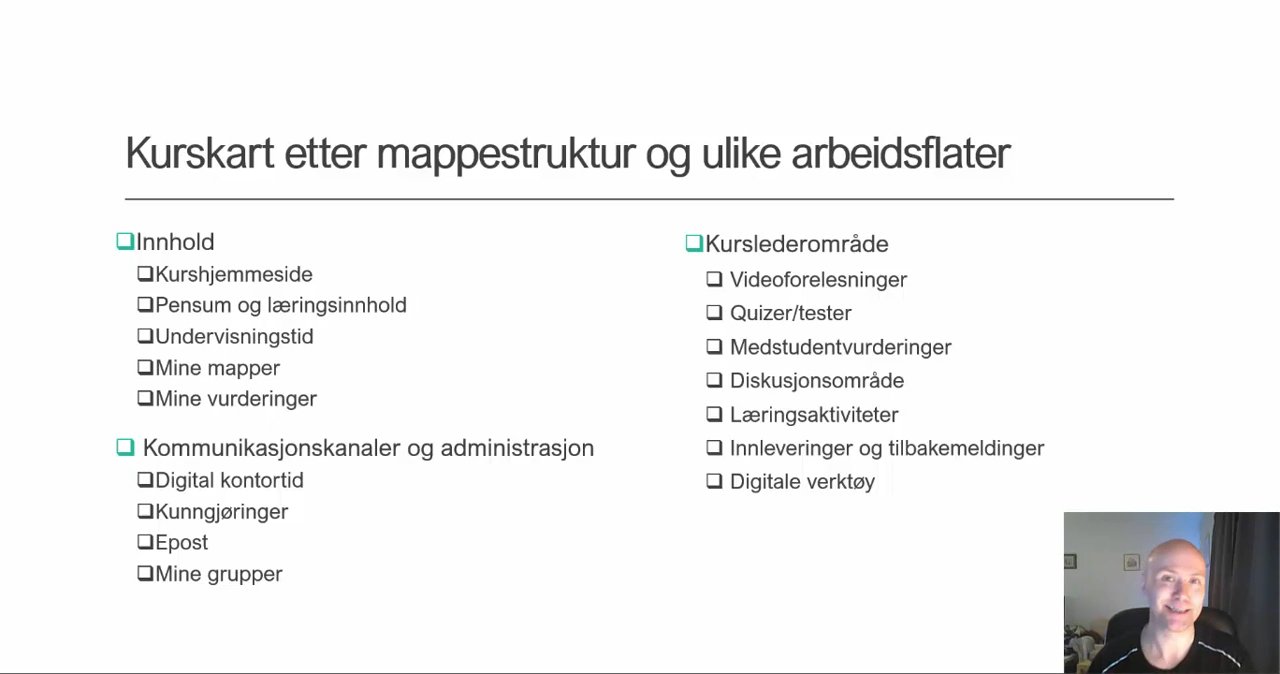 Kurskart etter mappestruktur og ulike arbeidsflater
Innhold
Kurshjemmeside
Pensum og læringsinnhold
Undervisningstid
Mine mapper
Mine vurderinger
Kommunikasjonskanaler og administrasjon
Digital kontortid
Kunngjøringer
Epost
Mine grupper
Kurslederområde
Videoforelesninger
Quizer/tester
Medstudentvurderinger
Diskusjonsområde
Læringsaktiviteter
Innleveringer og tilbakemeldinger
Digitale verktøy